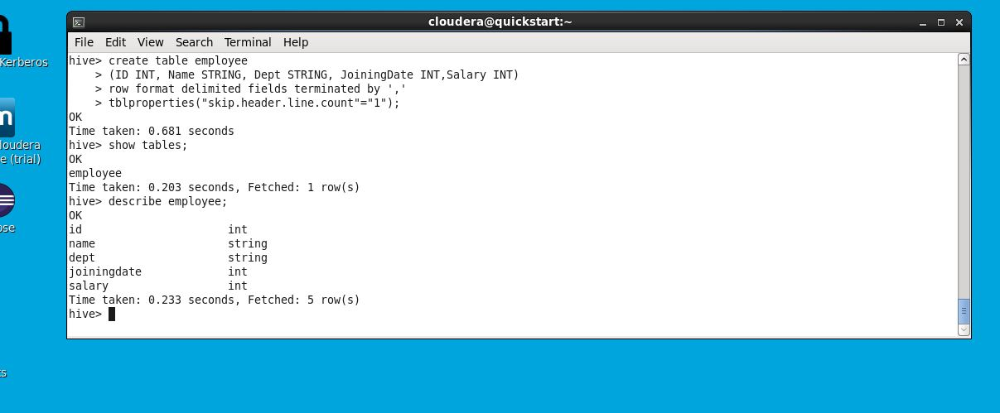 cloudera@quickstart:~
File Edit View Search Terminal Help
hive> create table employee
    > (ID INT, Name STRING, Dept STRING, JoiningDate INT,Salary INT)
    > row format delimited fields terminated by ','
    > tblproperties("skip.header.line.count"="1");
OK
Time taken: 0.681 seconds
hive> show tables;
OK
employee
Time taken: 0.203 seconds, Fetched: 1 row(s)
hive> describe employee;
OK
id                      int
name                    string
dept                    string
joiningdate             int
salary                  int
Time taken: 0.233 seconds, Fetched: 5 row(s)
hive>
Kerberos
m
loudera
e (trial)
ose
ts